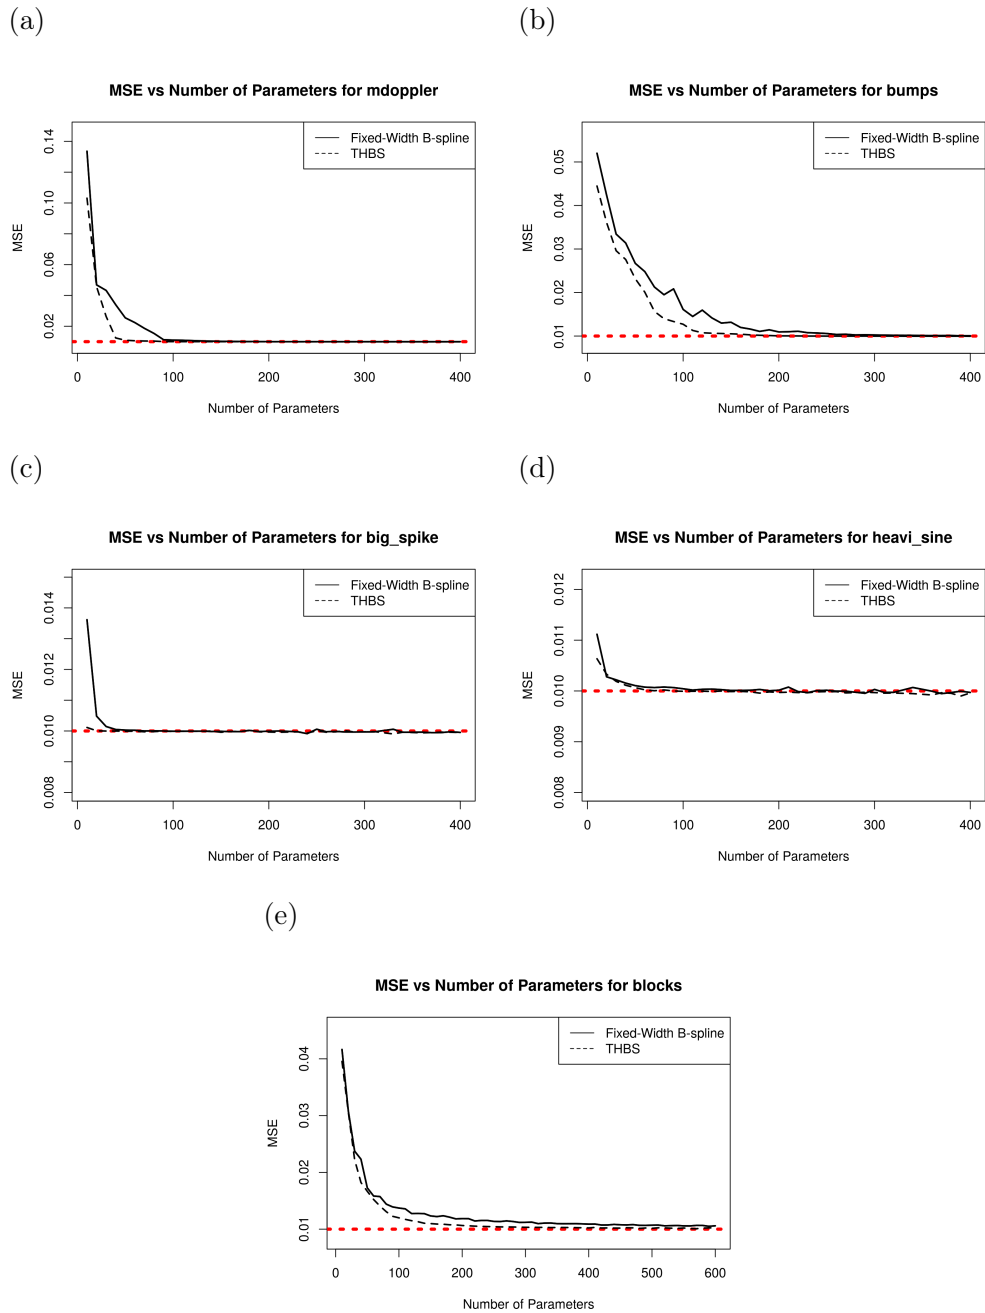 (a)
MSE vs Number of Parameters for mdoppler
Fixed-Width B-spline
THBS
MSE
0.02 0.06 0.10 0.14
0 100 200 300 400
Number of Parameters
(b)
MSE vs Number of Parameters for bumps
Fixed-Width B-spline
THBS
MSE
0.01 0.02 0.03 0.04 0.05
0 100 200 300 400
Number of Parameters
(c)
MSE vs Number of Parameters for big_spike
Fixed-Width B-spline
THBS
MSE
0.008 0.010 0.012 0.014
0 100 200 300 400
Number of Parameters
(d)
MSE vs Number of Parameters for heavi_sine
Fixed-Width B-spline
THBS
MSE
0.008 0.009 0.010 0.011 0.012
0 100 200 300 400
Number of Parameters
(e)
MSE vs Number of Parameters for blocks
Fixed-Width B-spline
THBS
MSE
0.01 0.02 0.03 0.04
0 100 200 300 400 500 600
Number of Parameters